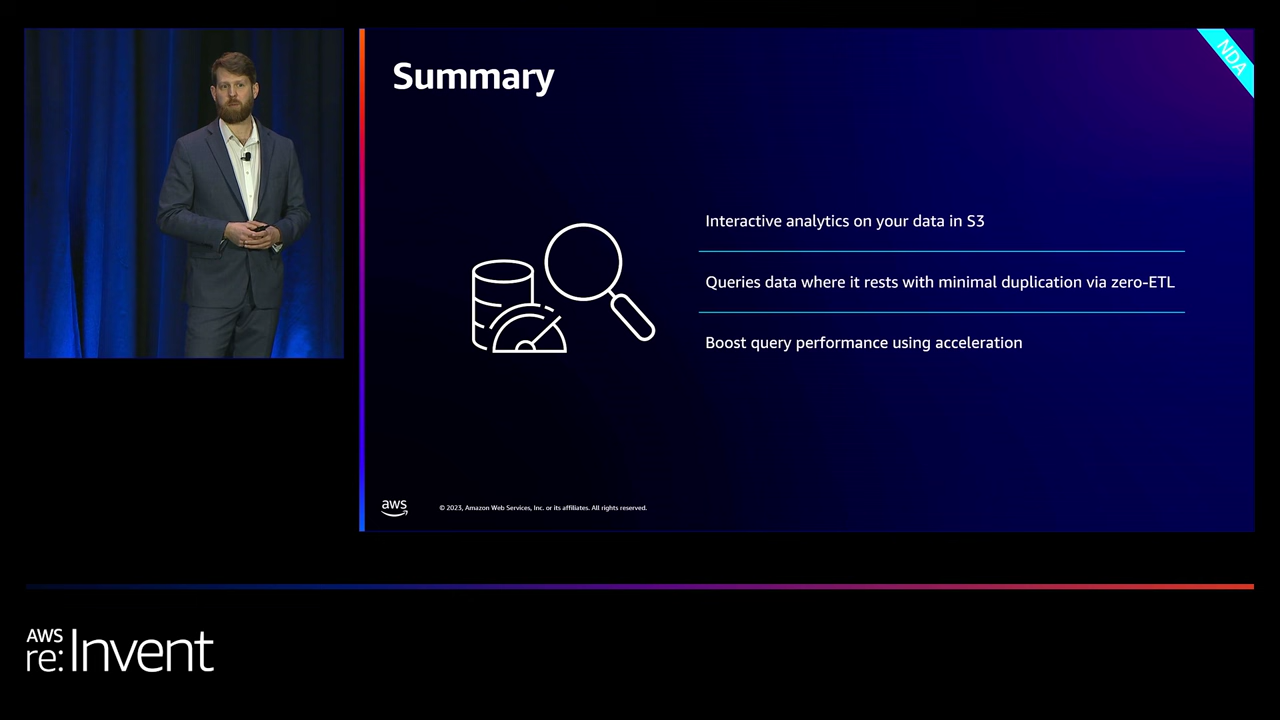 Summary
NDA
Interactive analytics on your data in S3
Queries data where it rests with minimal duplication via zero-ETL
Boost query performance using acceleration
aws
© 2023, Amazon Web Services, Inc. or its affiliates. All rights reserved.
AWS
re:Invent